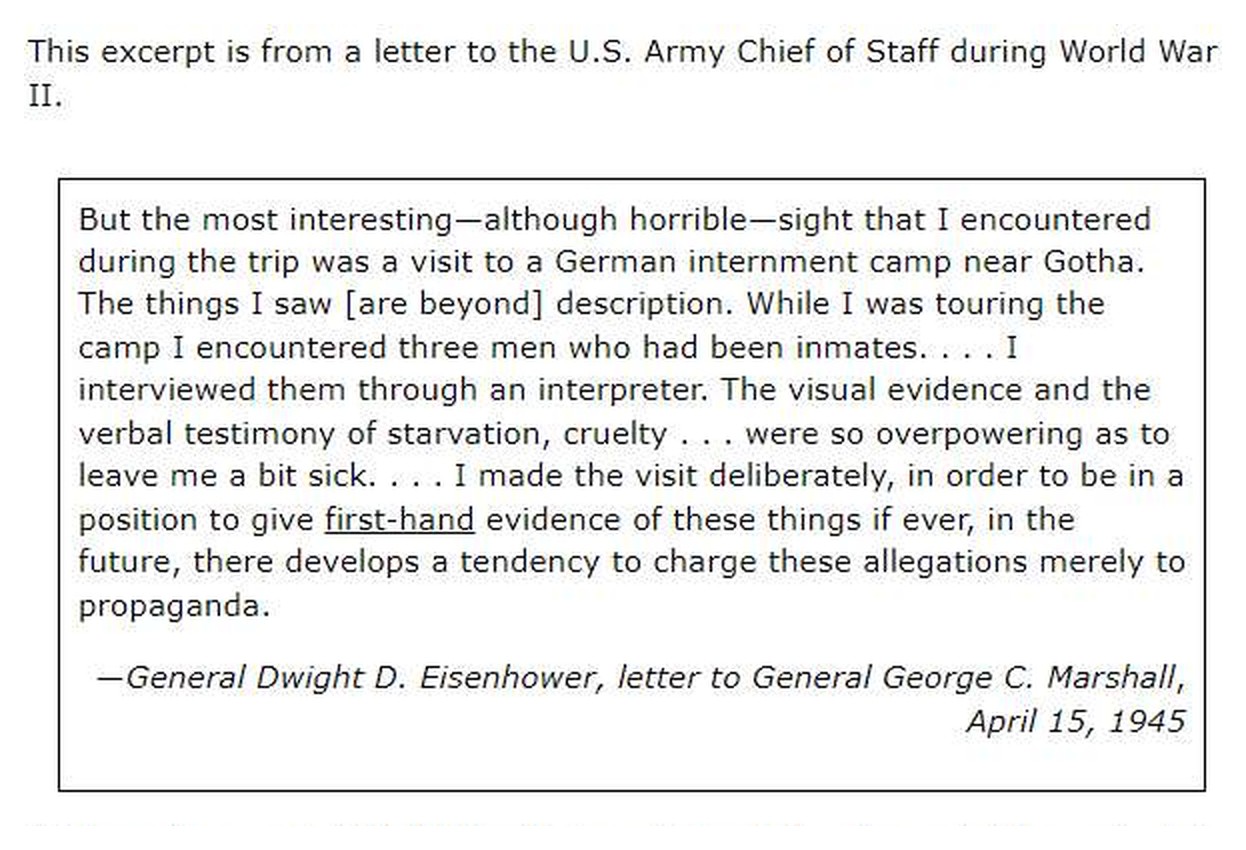 This excerpt is from a letter to the U.S. Army Chief of Staff during World War
II.
But the most interesting—although horrible—sight that I encountered
during the trip was a visit to a German internment camp near Gotha.
The things I saw [are beyond] description. While I was touring the
camp I encountered three men who had been inmates. . . . I
interviewed them through an interpreter. The visual evidence and the
verbal testimony of starvation, cruelty . . . were so overpowering as to
leave me a bit sick. . . . I made the visit deliberately, in order to be in a
position to give first-hand evidence of these things if ever, in the
future, there develops a tendency to charge these allegations merely to
propaganda.
—General Dwight D. Eisenhower, letter to General George C. Marshall,
April 15, 1945